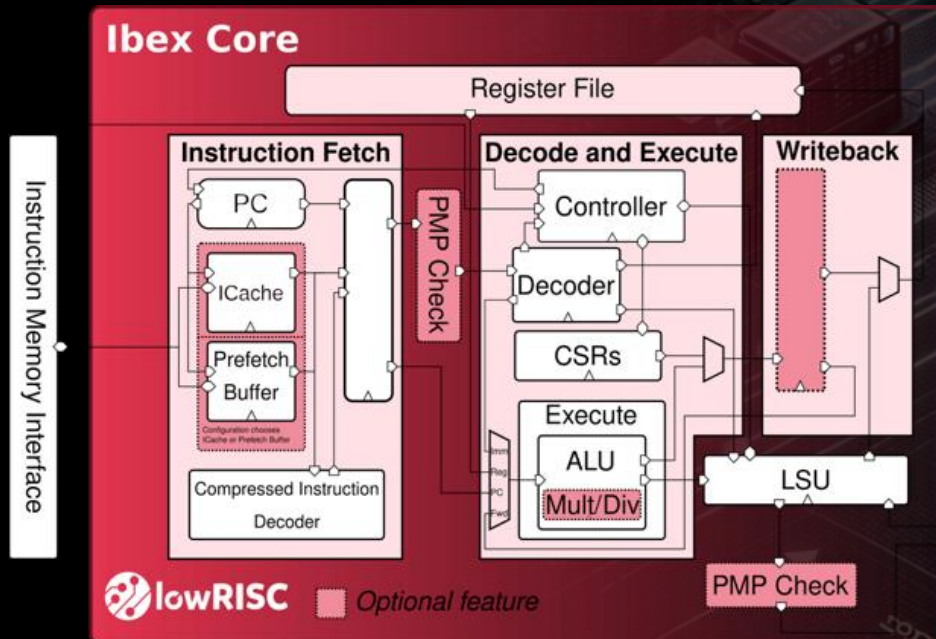 Ibex Core
Register File
Instruction Memory Interface
Instruction Fetch
PC
ICache
Prefetch
Buffer
Configuration chooses
ICache or Prefetch Buffer
Compressed Instruction
Decoder
PMP Check
Decode and Execute
Controller
Decoder
CSRs
Execute
ALU
Mult/Div
Imm
Reg
PC
Fwd
Writeback
LSU
PMP Check
lowRISC
Optional feature